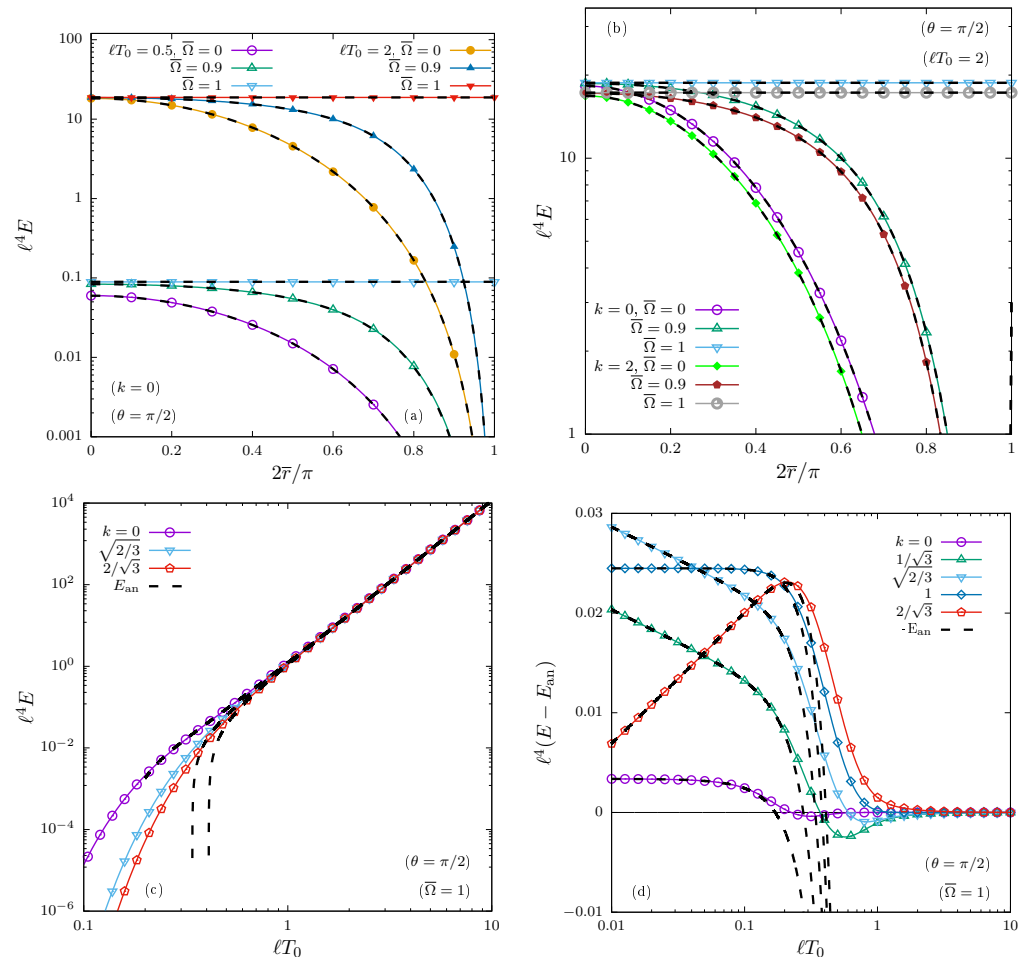 ℓT₀ = 0.5, Ω̅ = 0
Ω̅ = 0.9
Ω̅ = 1
ℓT₀ = 2, Ω̅ = 0
Ω̅ = 0.9
Ω̅ = 1
100
10
1
0.1
0.01
0.001
ℓ⁴E
(k = 0)
(θ = π/2)
(a)
0 0.2 0.4 0.6 0.8 1
2r̅/π
(b)
(θ = π/2)
(ℓT₀ = 2)
10
1
ℓ⁴E
k = 0, Ω̅ = 0
Ω̅ = 0.9
Ω̅ = 1
k = 2, Ω̅ = 0
Ω̅ = 0.9
Ω̅ = 1
0 0.2 0.4 0.6 0.8 1
2r̅/π
10⁴
10²
10⁰
10⁻²
10⁻⁴
10⁻⁶
ℓ⁴E
k = 0
√2/3
2/√3
E_an
(c)
(θ = π/2)
(Ω̅ = 1)
0.1 1 10
ℓT₀
0.03
0.02
0.01
0
−0.01
ℓ⁴(E − E_an)
k = 0
1/√3
√2/3
1
2/√3
-E_an
(d)
(θ = π/2)
(Ω̅ = 1)
0.01 0.1 1 10
ℓT₀